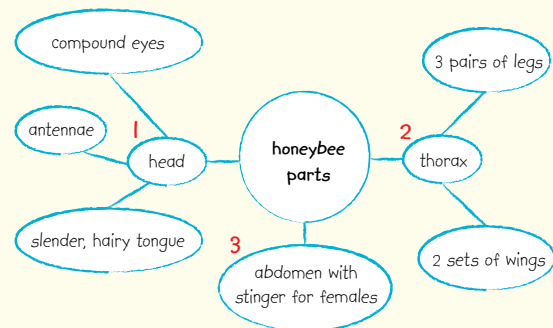 compound eyes
3 pairs of legs
1
2
antennae
head
honeybee
parts
thorax
slender, hairy tongue
3
abdomen with
stinger for females
2 sets of wings